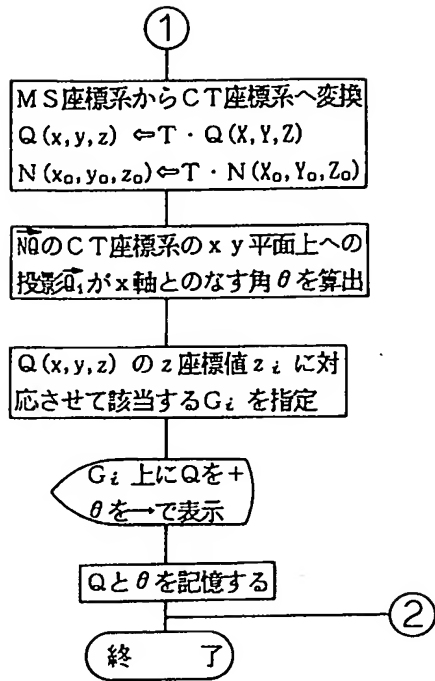 ①
MS座標系からCT座標系へ変換
Q(x,y,z) ⇦T・Q(X,Y,Z)
N(x₀,y₀,z₀)⇦T・N(X₀,Y₀,Z₀)
N⃗Q⃗のCT座標系のxy平面上への
投影Q⃗₁がx軸とのなす角θを算出
Q(x,y,z) のz座標値zᵢに対
応させて該当するGᵢを指定
Gᵢ上にQを+
θを→で表示
Qとθを記憶する
②
終 了